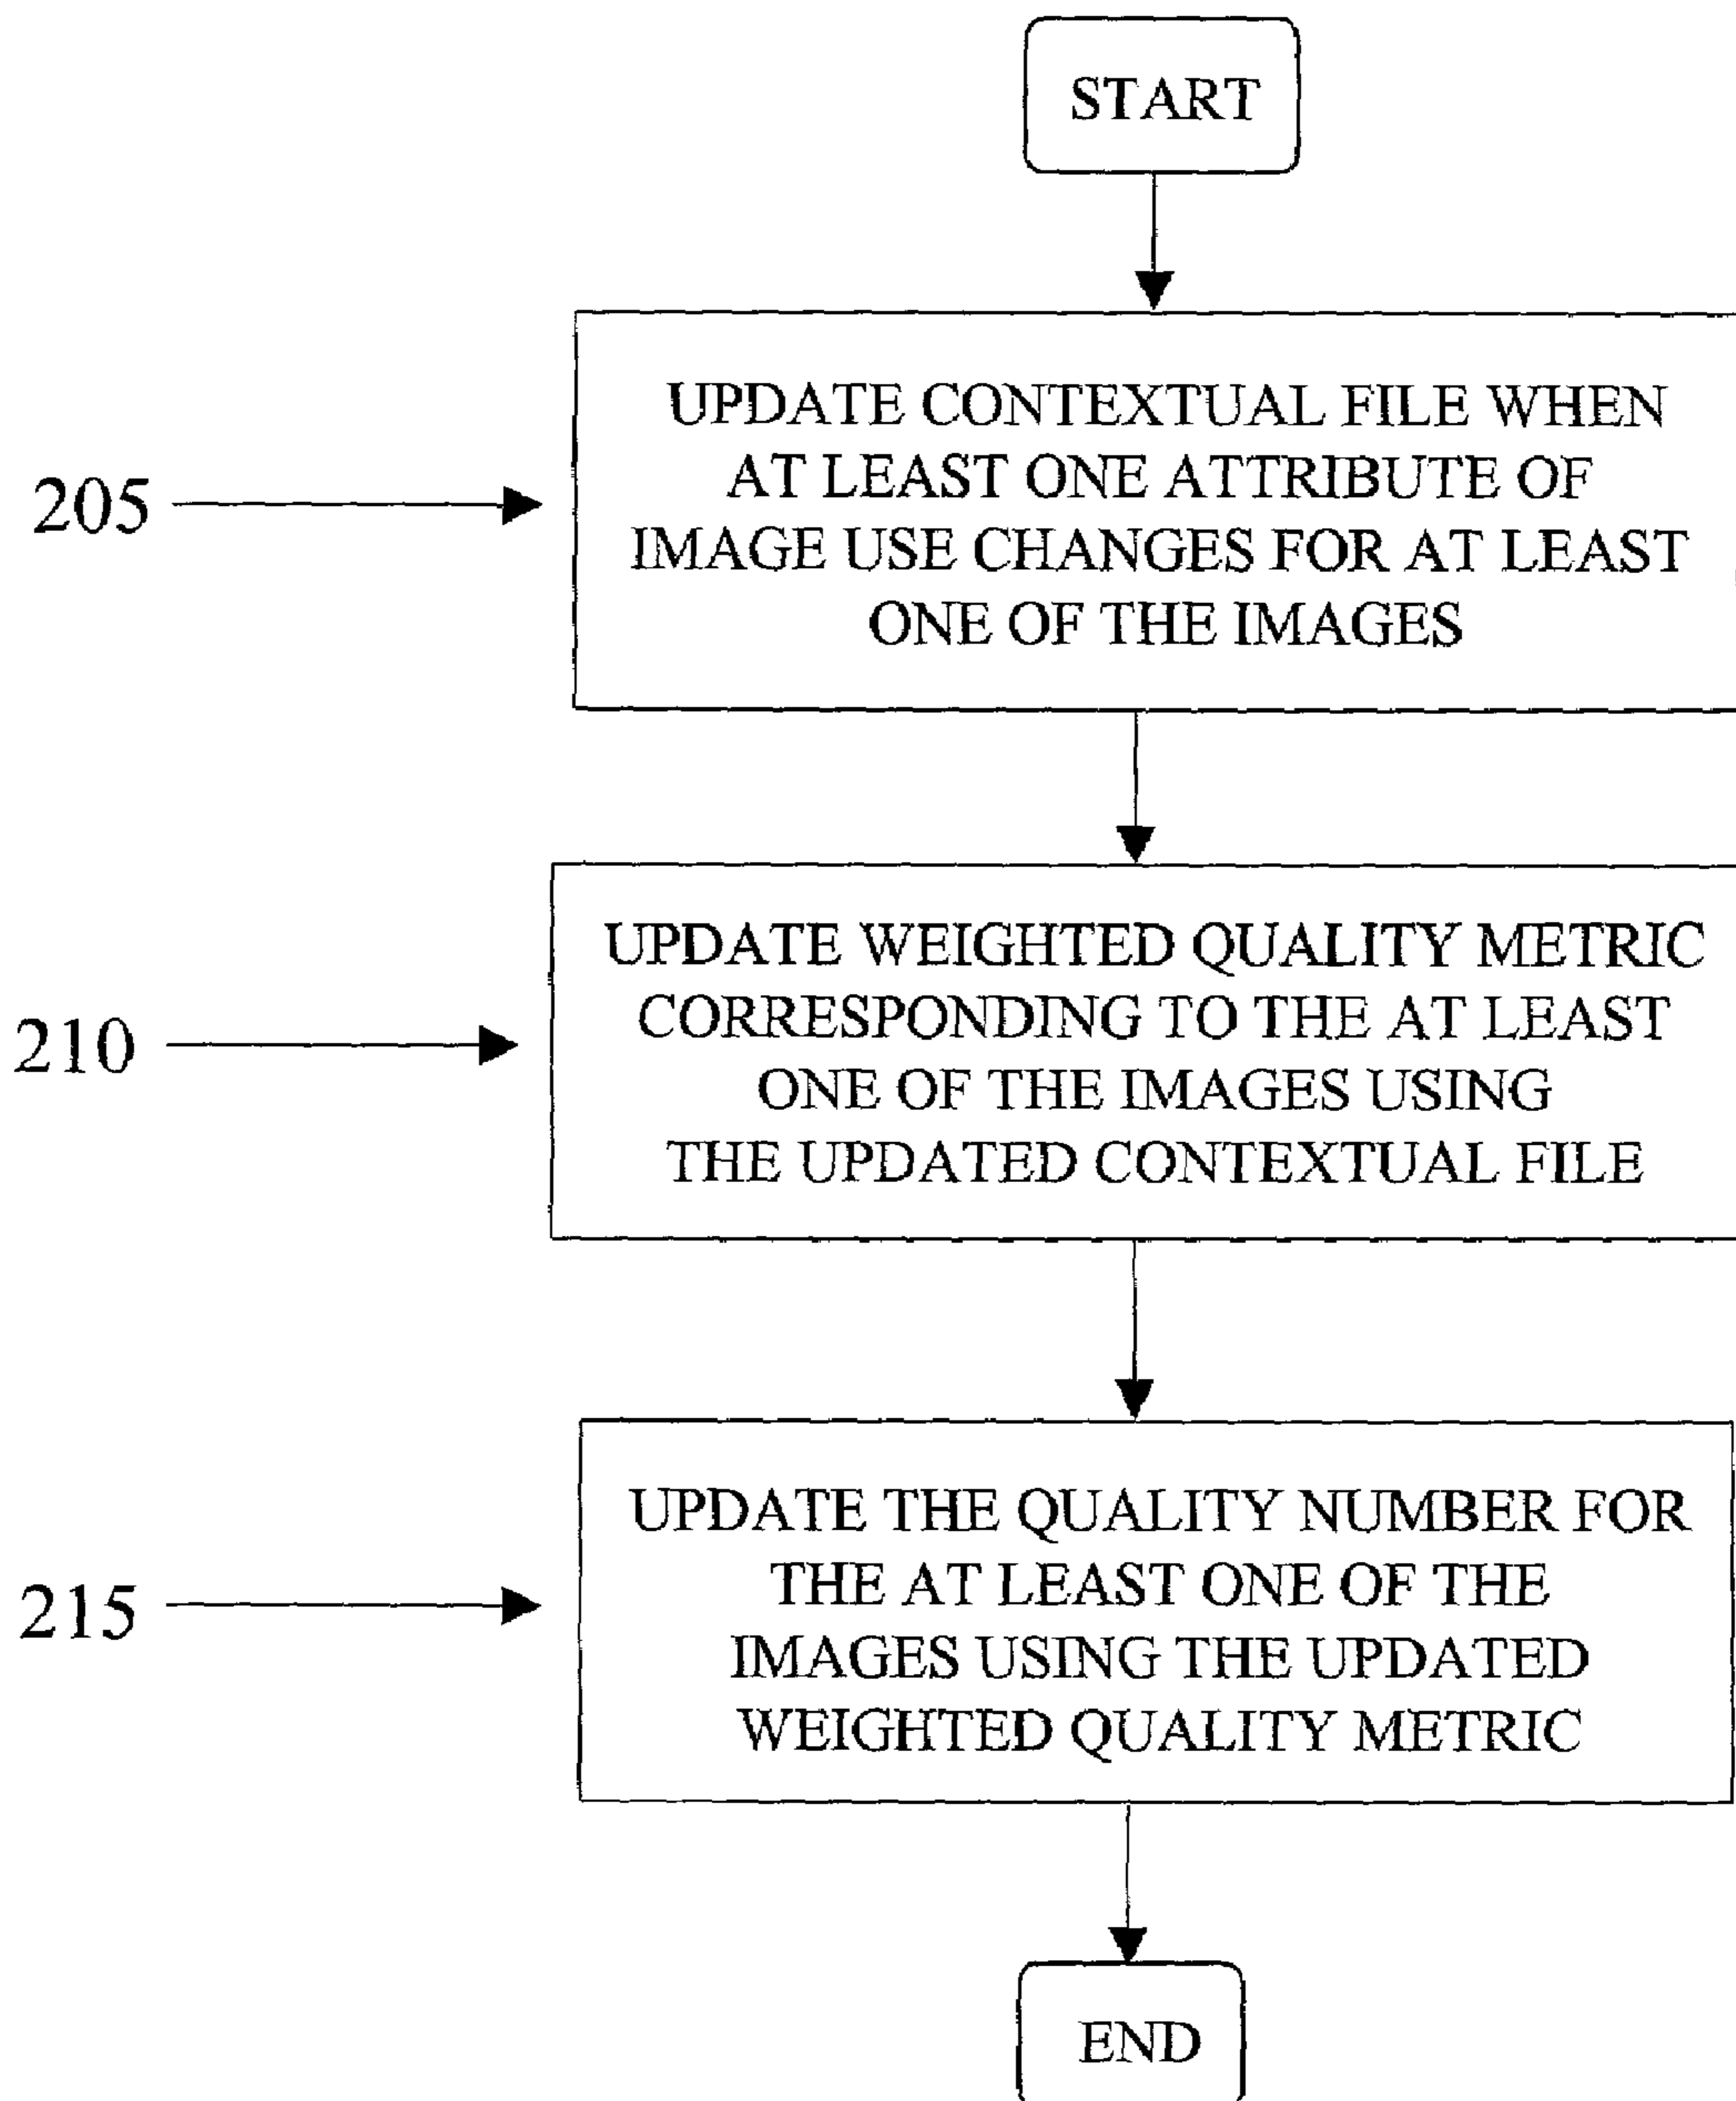 START
205
UPDATE CONTEXTUAL FILE WHEN
AT LEAST ONE ATTRIBUTE OF
IMAGE USE CHANGES FOR AT LEAST
ONE OF THE IMAGES
210
UPDATE WEIGHTED QUALITY METRIC
CORRESPONDING TO THE AT LEAST
ONE OF THE IMAGES USING
THE UPDATED CONTEXTUAL FILE
215
UPDATE THE QUALITY NUMBER FOR
THE AT LEAST ONE OF THE
IMAGES USING THE UPDATED
WEIGHTED QUALITY METRIC
END